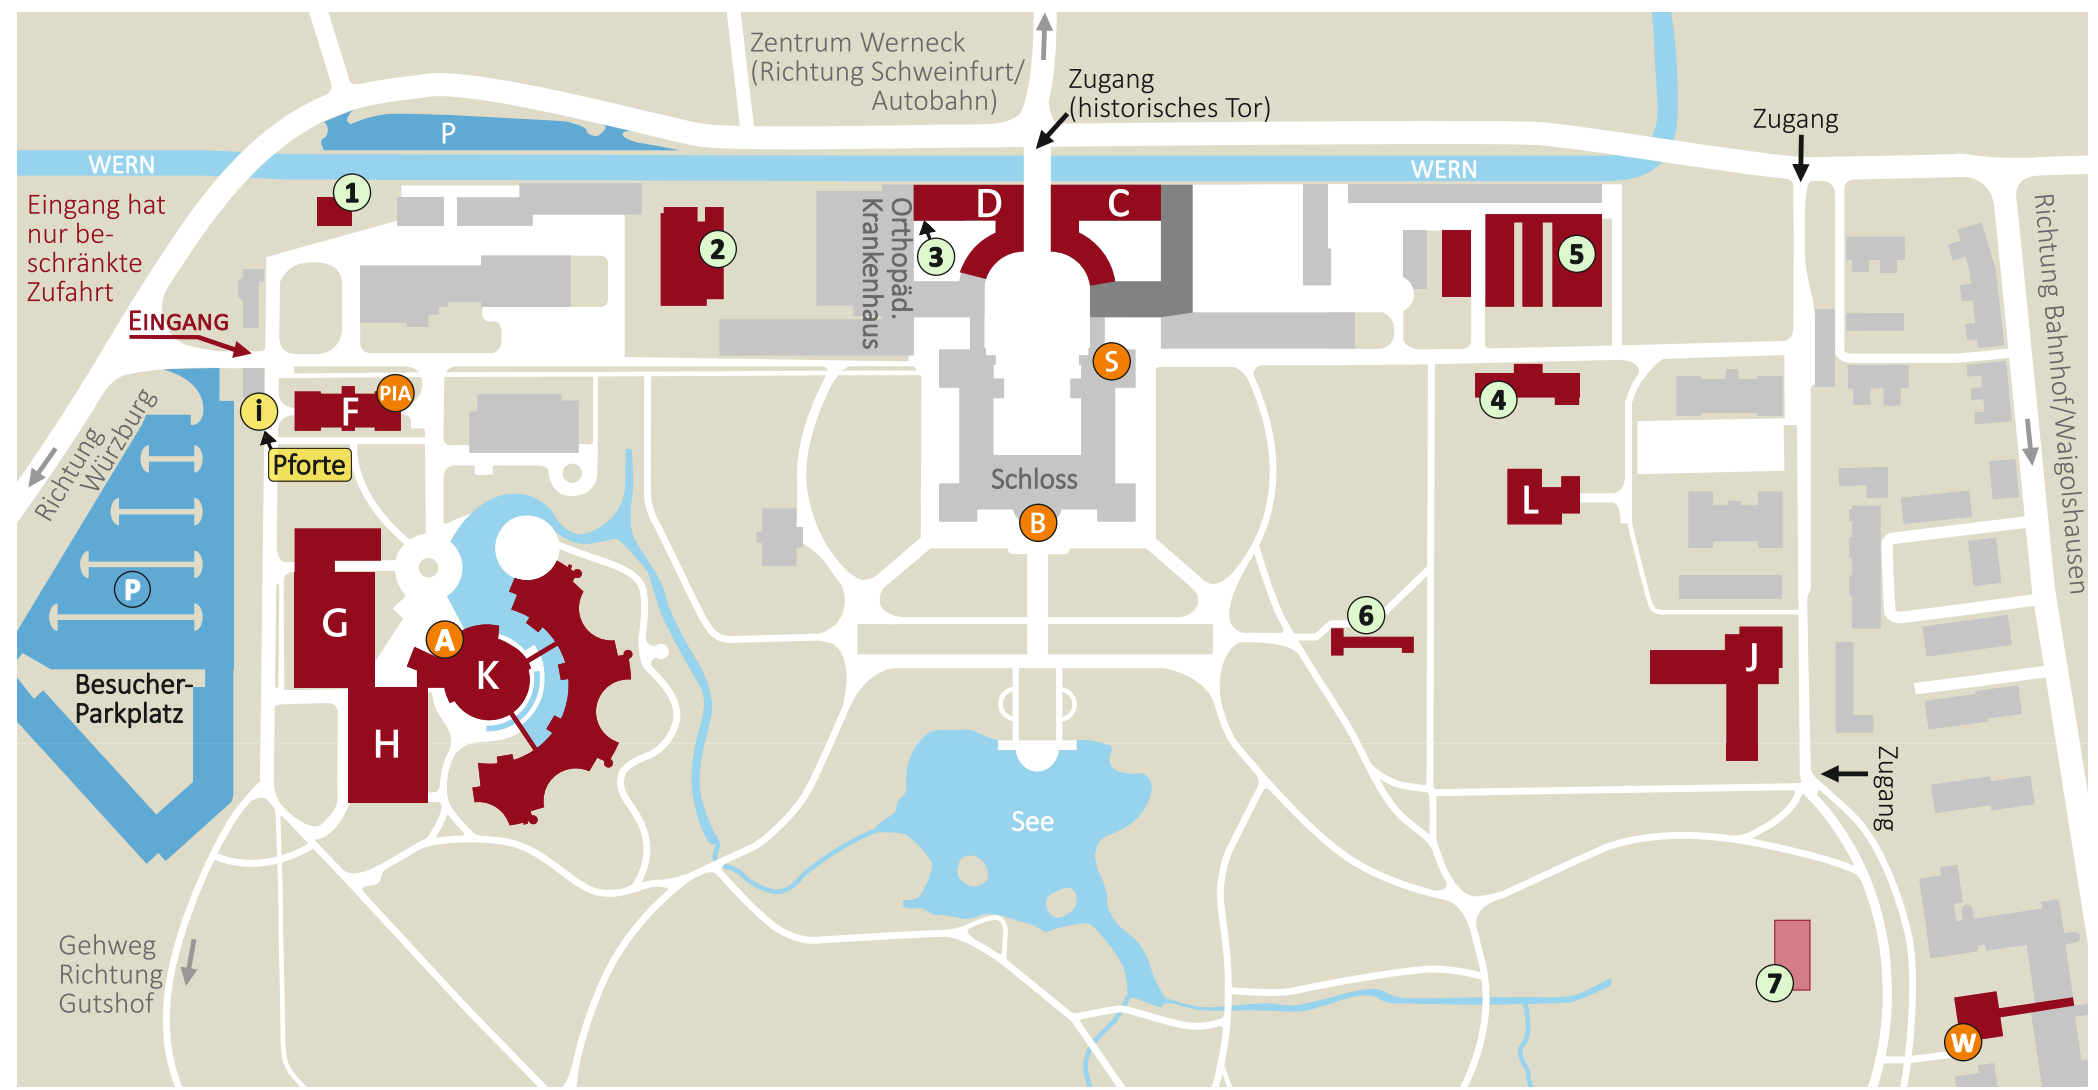 Zentrum Werneck
(Richtung Schweinfurt/
Autobahn)
Zugang
(historisches Tor)
Zugang
P
WERN
WERN
Eingang hat
nur be-
schränkte
Zufahrt
EINGANG
1
2
Orthopäd.
Krankenhaus
D
C
3
5
S
4
Richtung Bahnhof/Waigolshausen
Richtung
Würzburg
i
F
PIA
Pforte
Schloss
B
L
P
G
A
K
H
6
J
Besucher-
Parkplatz
Zugang
See
Gehweg
Richtung
Gutshof
7
W